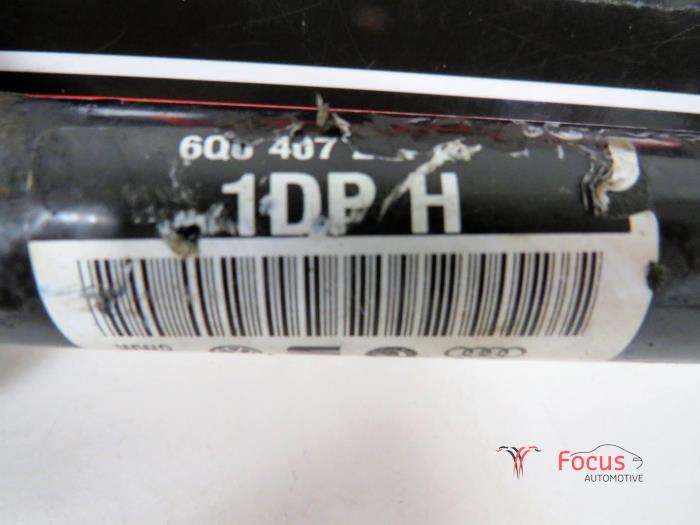 6Q0 407
1DP H
Focus
AUTOMOTIVE